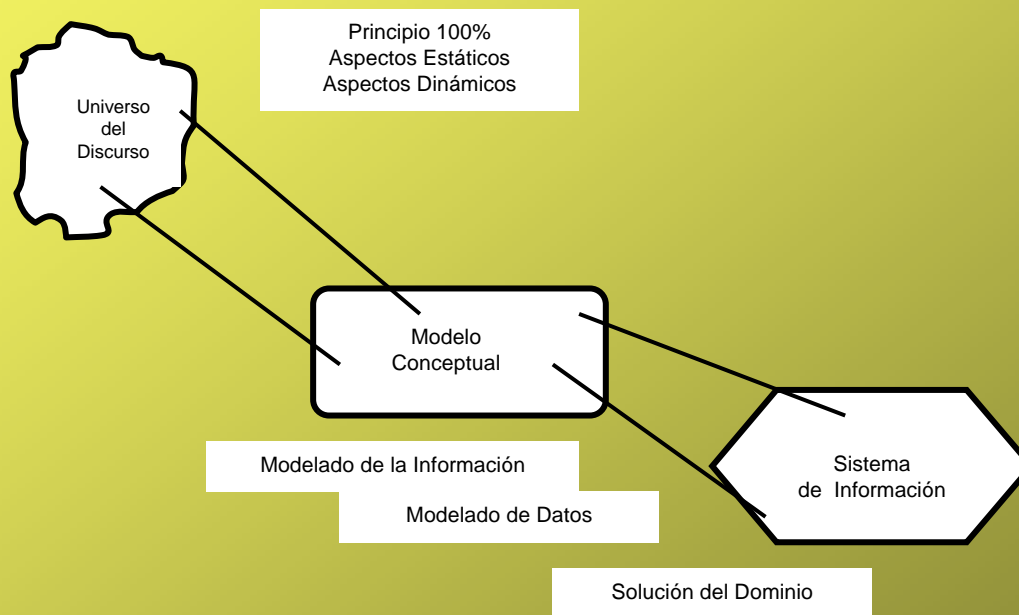 Principio 100%
Aspectos Estáticos
Aspectos Dinámicos
Universo
del
Discurso
Modelo
Conceptual
Modelado de la Información
Modelado de Datos
Sistema
de Información
Solución del Dominio